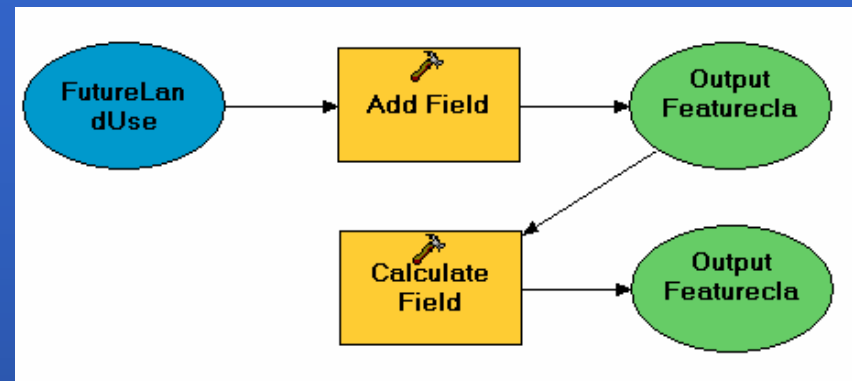 FutureLan
dUse
Add Field
Output
Featurecla
Calculate
Field
Output
Featurecla